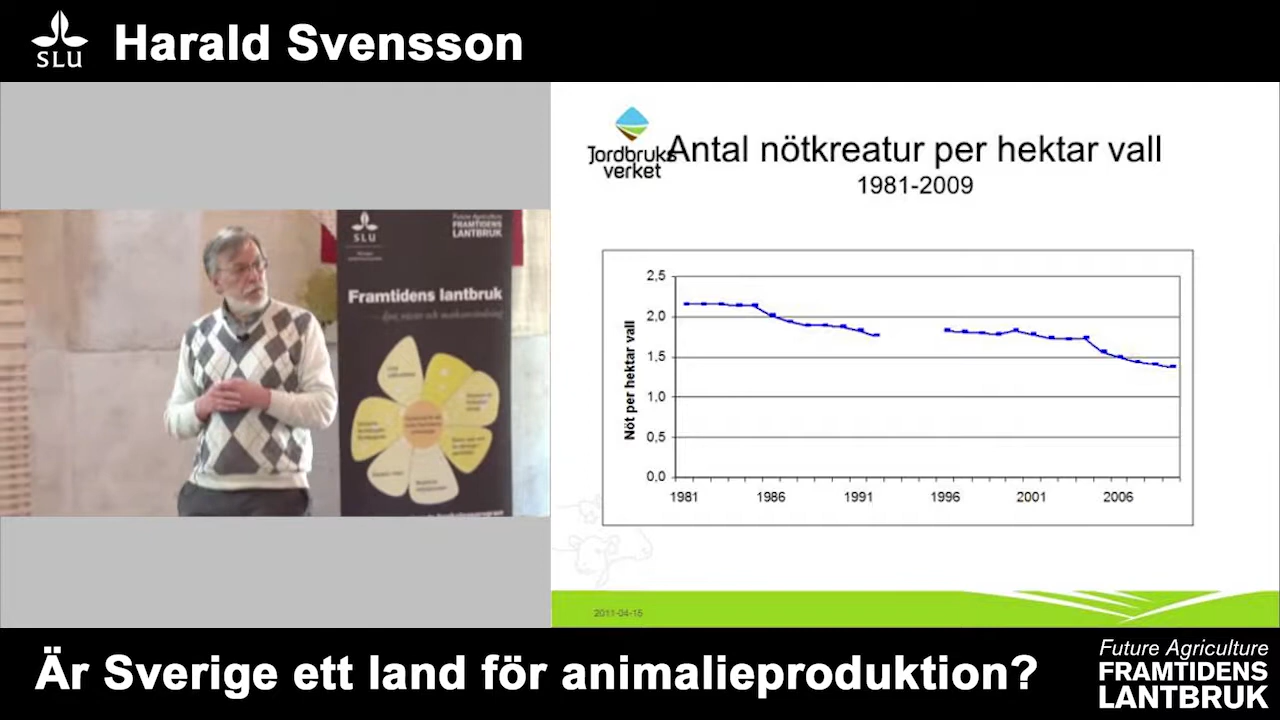 SLU
Harald Svensson
Jordbruks
verket
Antal nötkreatur per hektar vall
1981-2009
SLU
Future Agriculture
FRAMTIDENS
LANTBRUK
Framtidens lantbruk
Nöt per hektar vall
2,5
2,0
1,5
1,0
0,5
0,0
1981
1986
1991
1996
2001
2006
2011-04-15
Är Sverige ett land för animalieproduktion?
Future Agriculture
FRAMTIDENS
LANTBRUK